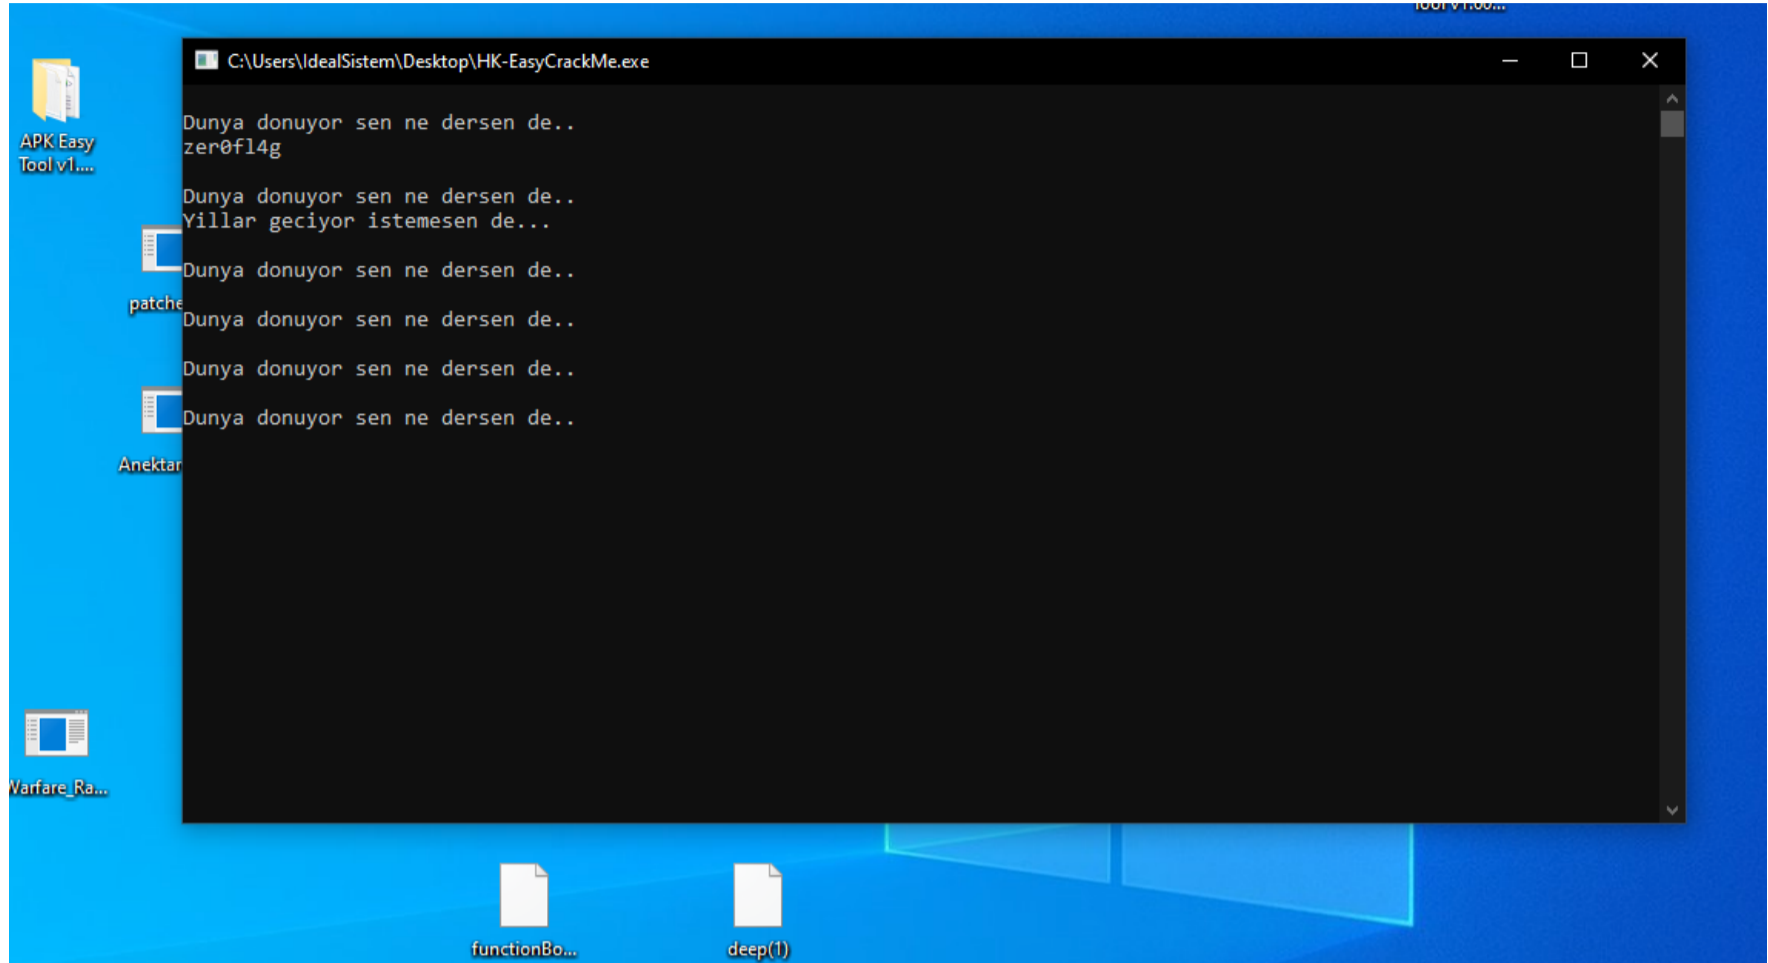 C:\Users\IdealSistem\Desktop\HK-EasyCrackMe.exe
Dunya donuyor sen ne dersen de..
zer0fl4g
Dunya donuyor sen ne dersen de..
Yillar geciyor istemesen de...
Dunya donuyor sen ne dersen de..
Dunya donuyor sen ne dersen de..
Dunya donuyor sen ne dersen de..
Dunya donuyor sen ne dersen de..
APK Easy
Tool v1....
patche
Anektar
Warfare_Ra...
functionBo...
deep(1)